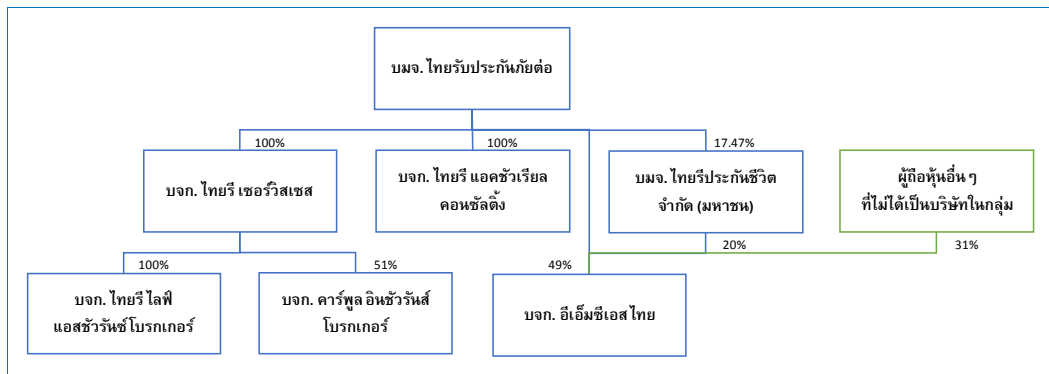 บมจ. ไทยรับประกันภัยต่อ
100%
100%
17.47%
บจก. ไทยรี เซอร์วิสเซส
บจก. ไทยรี แอคชัวเรียล
คอนซัลติ้ง
บมจ. ไทยรีประกันชีวิต
จำกัด (มหาชน)
ผู้ถือหุ้นอื่น ๆ
ที่ไม่ได้เป็นบริษัทในกลุ่ม
20%
31%
100%
51%
49%
บจก. ไทยรี ไลฟ์
แอสชัวรันซ์ โบรกเกอร์
บจก. คาร์พูล อินชัวรันส์
โบรกเกอร์
บจก. อีเอ็มซีเอส ไทย